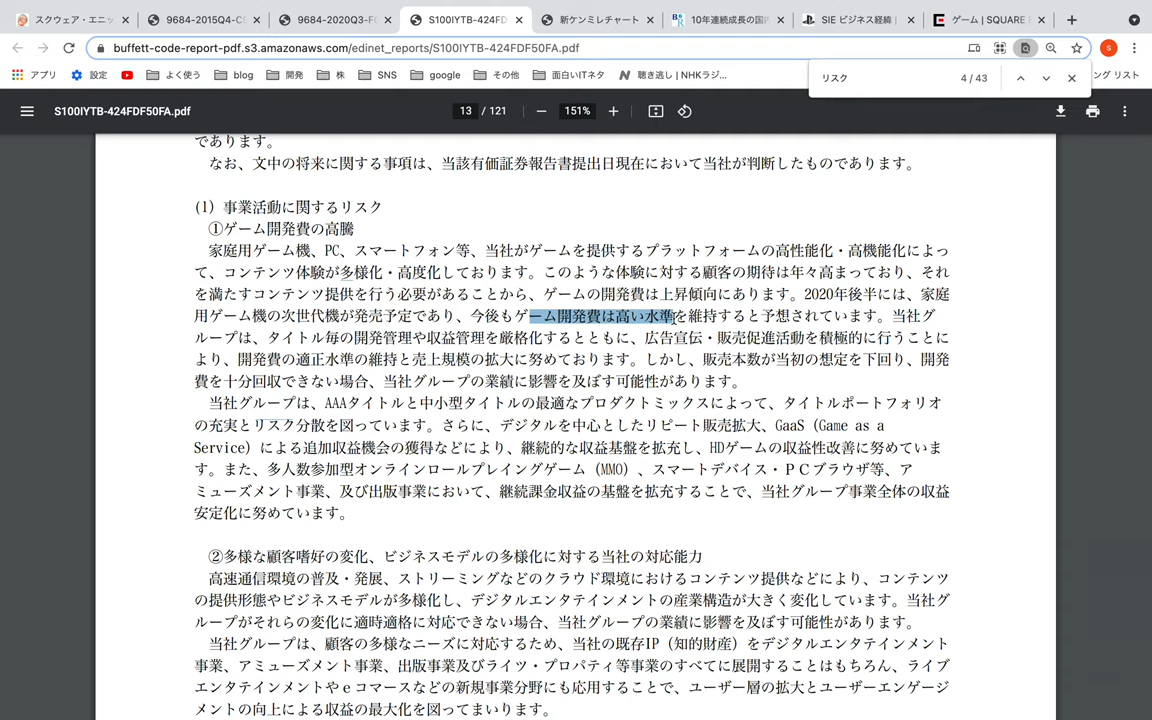 スクウェア・エニッ
9684-2015Q4-CS
9684-2020Q3-FC
S100IYTB-424FD
新ケンミレチャート
10年連続成長の国P
SIE ビジネス経緯
ゲーム | SQUARE E
buffett-code-report-pdf.s3.amazonaws.com/edinet_reports/S100IYTB-424FDF50FA.pdf
S
アプリ 設定 よく使う blog 開発 株 SNS google その他 面白いITネタ 聴き逃し | NHKラジ... ング リスト
リスク 4/43
S100IYTB-424FDF50FA.pdf 13 / 121 151%
であります。
なお、文中の将来に関する事項は、当該有価証券報告書提出日現在において当社が判断したものであります。
(1) 事業活動に関するリスク
①ゲーム開発費の高騰
家庭用ゲーム機、PC、スマートフォン等、当社がゲームを提供するプラットフォームの高性能化・高機能化によっ
て、コンテンツ体験が多様化・高度化しております。このような体験に対する顧客の期待は年々高まっており、それ
を満たすコンテンツ提供を行う必要があることから、ゲームの開発費は上昇傾向にあります。2020年後半には、家庭
用ゲーム機の次世代機が発売予定であり、今後もゲーム開発費は高い水準を維持すると予想されています。当社グ
ループは、タイトル毎の開発管理や収益管理を厳格化するとともに、広告宣伝・販売促進活動を積極的に行うことに
より、開発費の適正水準の維持と売上規模の拡大に努めております。しかし、販売本数が当初の想定を下回り、開発
費を十分回収できない場合、当社グループの業績に影響を及ぼす可能性があります。
当社グループは、AAAタイトルと中小型タイトルの最適なプロダクトミックスによって、タイトルポートフォリオ
の充実とリスク分散を図っています。さらに、デジタルを中心としたリピート販売拡大、GaaS（Game as a
Service）による追加収益機会の獲得などにより、継続的な収益基盤を拡充し、HDゲームの収益性改善に努めていま
す。また、多人数参加型オンラインロールプレイングゲーム（MMO）、スマートデバイス・ＰＣブラウザ等、ア
ミューズメント事業、及び出版事業において、継続課金収益の基盤を拡充することで、当社グループ事業全体の収益
安定化に努めています。
②多様な顧客嗜好の変化、ビジネスモデルの多様化に対する当社の対応能力
高速通信環境の普及・発展、ストリーミングなどのクラウド環境におけるコンテンツ提供などにより、コンテンツ
の提供形態やビジネスモデルが多様化し、デジタルエンタテインメントの産業構造が大きく変化しています。当社グ
ループがそれらの変化に適時適格に対応できない場合、当社グループの業績に影響を及ぼす可能性があります。
当社グループは、顧客の多様なニーズに対応するため、当社の既存IP（知的財産）をデジタルエンタテインメント
事業、アミューズメント事業、出版事業及びライツ・プロパティ等事業のすべてに展開することはもちろん、ライブ
エンタテインメントやｅコマースなどの新規事業分野にも応用することで、ユーザー層の拡大とユーザーエンゲージ
メントの向上による収益の最大化を図ってまいります。